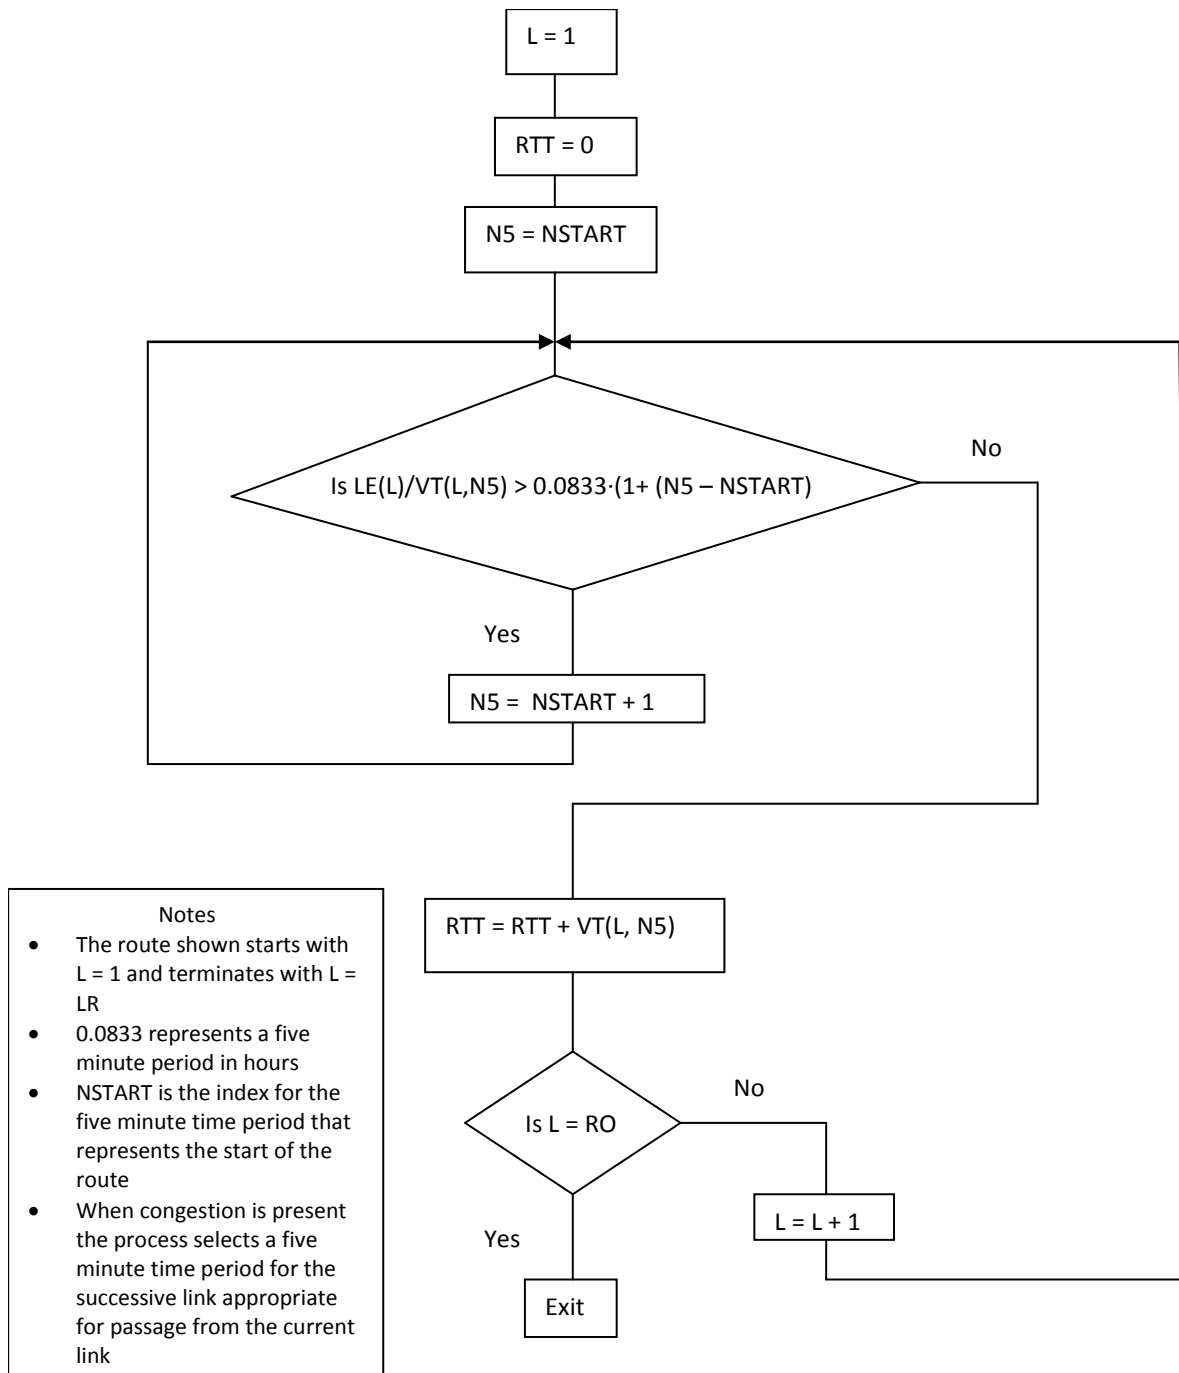 L = 1
RTT = 0
N5 = NSTART
Is LE(L)/VT(L,N5) > 0.0833·(1+ (N5 – NSTART)
No
Yes
N5 =  NSTART + 1
RTT = RTT + VT(L, N5)
Is L = RO
No
L = L + 1
Yes
Exit
Notes
• The route shown starts with
L = 1 and terminates with L =
LR
• 0.0833 represents a five
minute period in hours
• NSTART is the index for the
five minute time period that
represents the start of the
route
• When congestion is present
the process selects a five
minute time period for the
successive link appropriate
for passage from the current
link